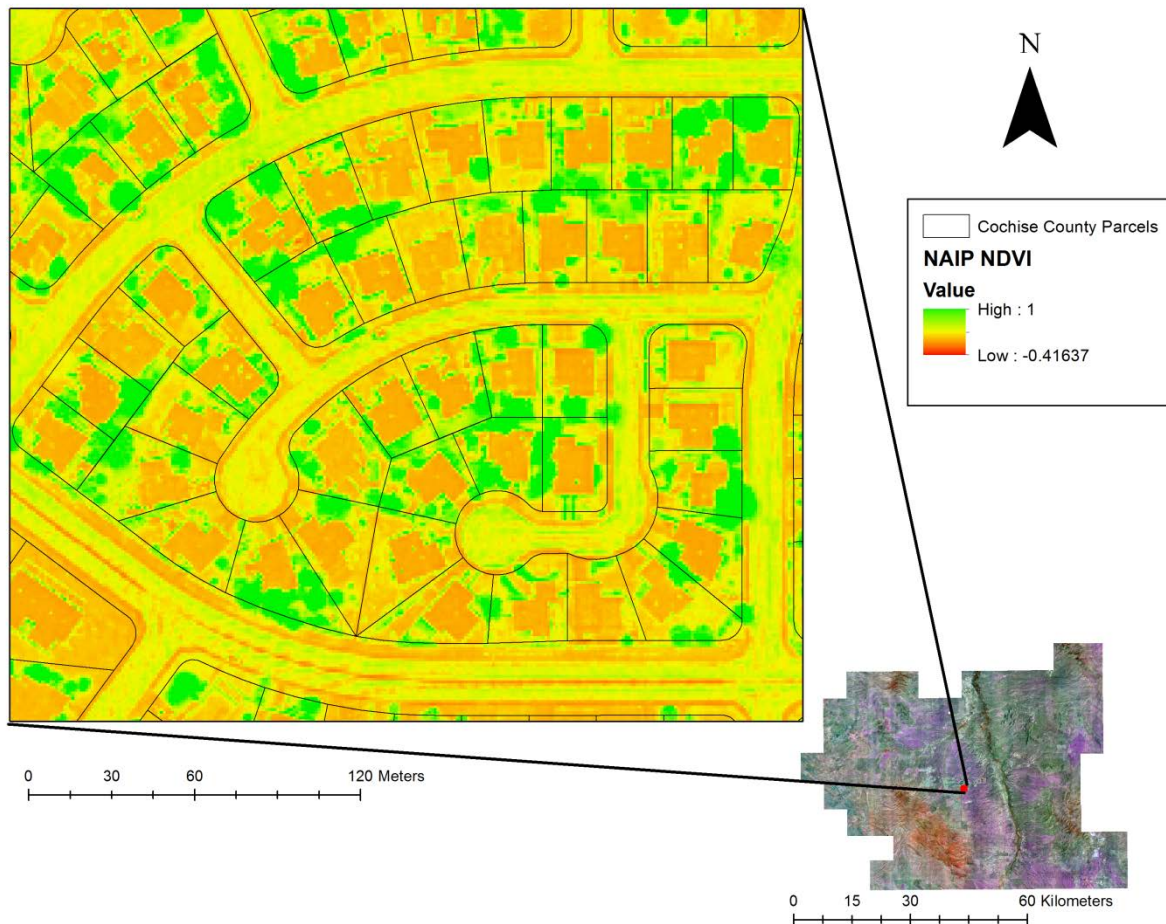 N
Cochise County Parcels
NAIP NDVI
Value
High : 1
Low : -0.41637
0 30 60 120 Meters
0 15 30 60 Kilometers